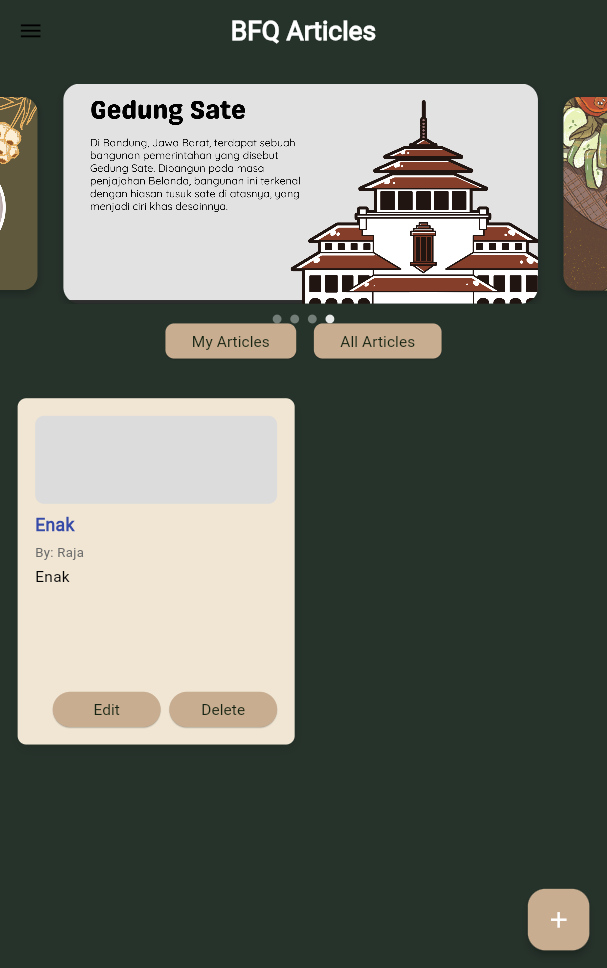 BFQ Articles
Gedung Sate
Di Bandung, Jawa Barat, terdapat sebuah
bangunan pemerintahan yang disebut
Gedung Sate. Dibangun pada masa
penjajahan Belanda, bangunan ini terkenal
dengan hiasan tusuk sate di atasnya, yang
menjadi ciri khas desainnya.
My Articles
All Articles
Enak
By: Raja
Enak
Edit
Delete
+